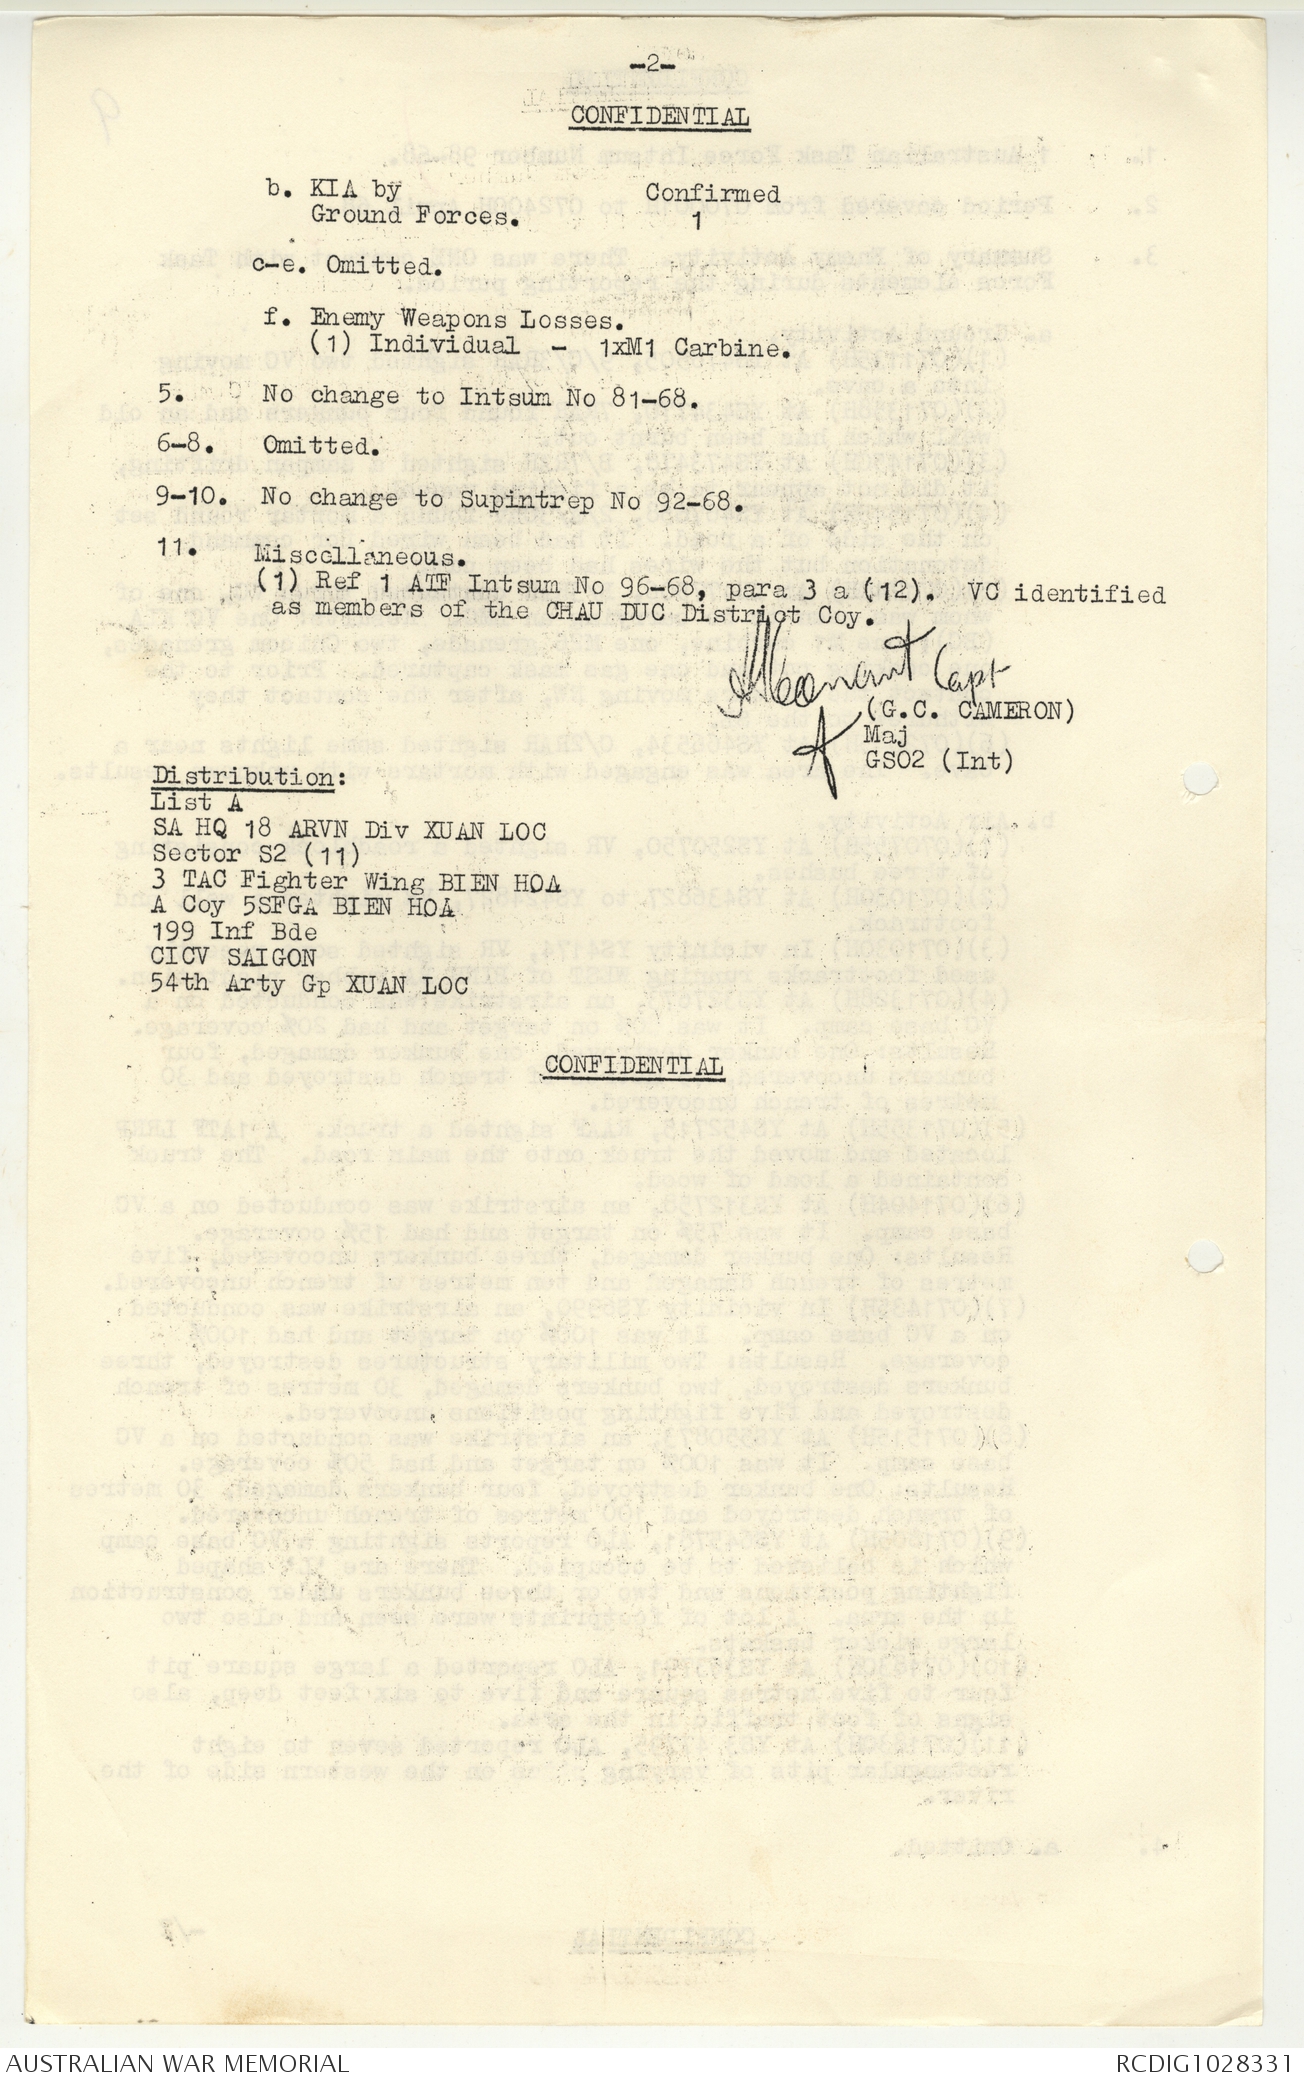 -2-
CONFIDENTIAL
b. KIA by Confirmed
Ground Forces. 1
c-e. Omitted.
f. Enemy Weapons Losses.
(1) Individual - 1xM1 Carbine.
5. No change to Intsum No 81-68.
6-8. Omitted.
9-10. No change to Supintrep No 92-68.
11. Miscellaneous.
(1) Ref 1 ATF Intsum No 96-68, para 3 a (12). VC identified
as members of the CHAU DUC District Coy.
Capt
(G.C. CAMERON)
Maj
GSO2 (Int)
Distribution:
List A
SA HQ 18 ARVN Div XUAN LOC
Sector S2 (11)
3 TAC Fighter Wing BIEN HOA
A Coy 5SFGA BIEN HOA
199 Inf Bde
CICV SAIGON
54th Arty Gp XUAN LOC
CONFIDENTIAL
AUSTRALIAN WAR MEMORIAL
RCDIG1028331